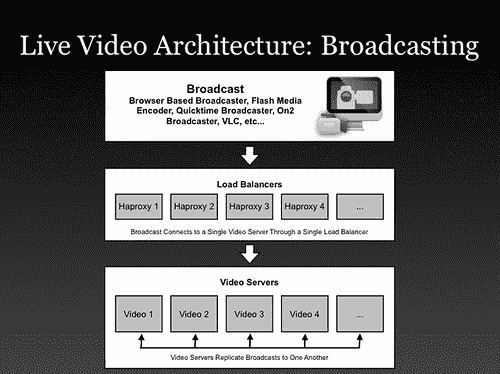 Live Video Architecture: Broadcasting
Broadcast
Browser Based Broadcaster, Flash Media
Encoder, Quicktime Broadcaster, On2
Broadcaster, VLC, etc...
Load Balancers
Haproxy 1 Haproxy 2 Haproxy 3 Haproxy 4 ...
Broadcast Connects to a Single Video Server Through a Single Load Balancer
Video Servers
Video 1 Video 2 Video 3 Video 4 ...
Video Servers Replicate Broadcasts to One Another